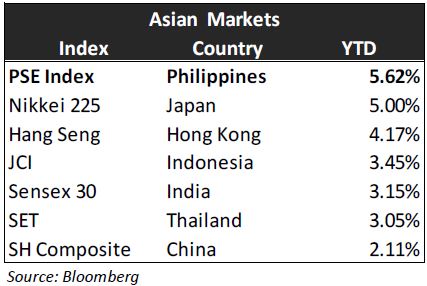 Asian Markets
Index Country YTD
PSE Index Philippines 5.62%
Nikkei 225 Japan 5.00%
Hang Seng Hong Kong 4.17%
JCI Indonesia 3.45%
Sensex 30 India 3.15%
SET Thailand 3.05%
SH Composite China 2.11%
Source: Bloomberg